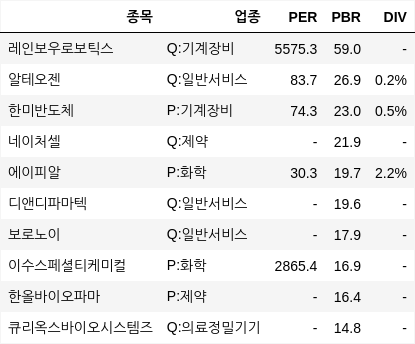 종목 업종 PER PBR DIV
레인보우로보틱스 Q:기계장비 5575.3 59.0 -
알테오젠 Q:일반서비스 83.7 26.9 0.2%
한미반도체 P:기계장비 74.3 23.0 0.5%
네이처셀 Q:제약 - 21.9 -
에이피알 P:화학 30.3 19.7 2.2%
디앤디파마텍 Q:일반서비스 - 19.6 -
보로노이 Q:일반서비스 - 17.9 -
이수스페셜티케미컬 P:화학 2865.4 16.9 -
한올바이오파마 P:제약 - 16.4 -
큐리옥스바이오시스템즈 Q:의료정밀기기 - 14.8 -